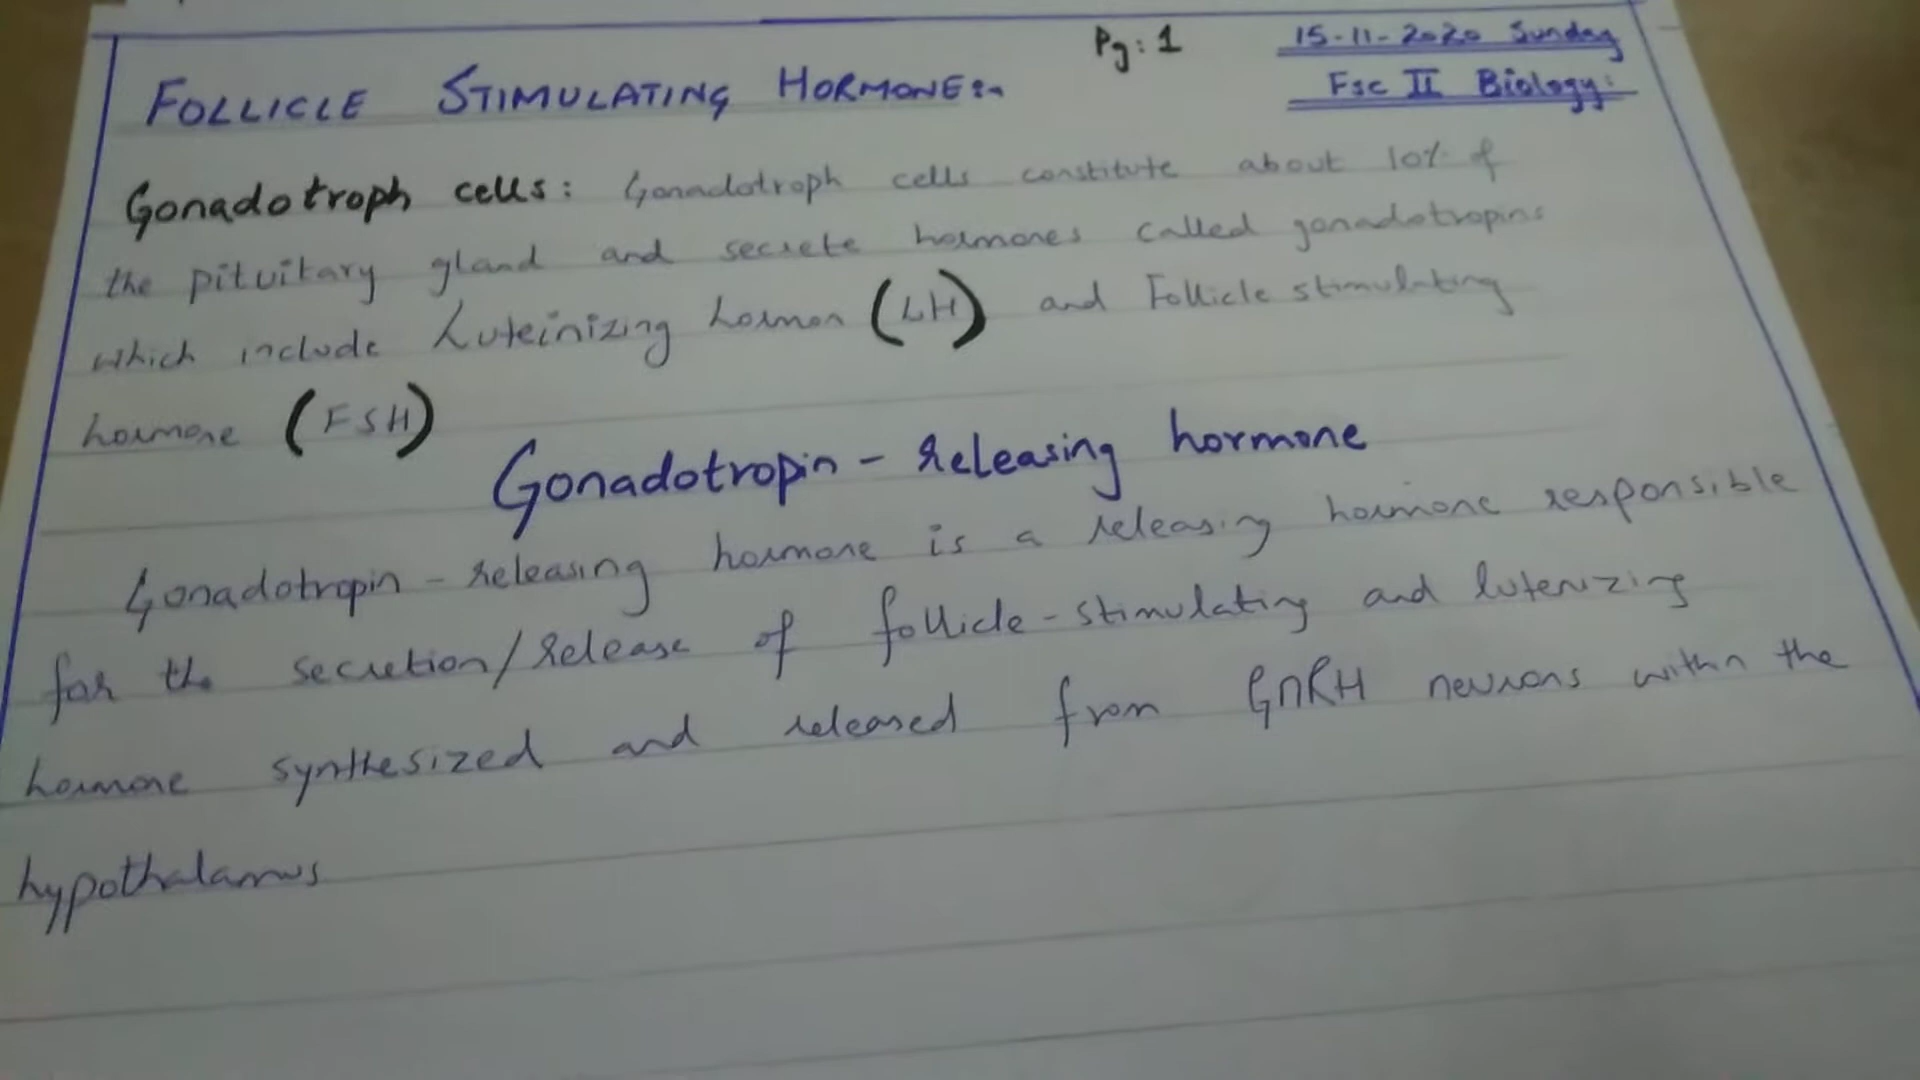 Pg: 1
15-11-2020 Sunday
Fsc II Biology:
FOLLICLE STIMULATING HORMONE:-
Gonadotroph cells: Gonadotroph cells constitute about 10% of
the pituitary gland and secrete hormones called gonadotropins
which include Luteinizing hormon (LH) and Follicle stimulating
hormone (FSH)
Gonadotropin - releasing hormone
Gonadotropin - releasing hormone is a releasing hormone responsible
for the secretion/release of follicle-stimulating and lutenizing
hormone synthesized and released from GnRH neurons within the
hypothalamus